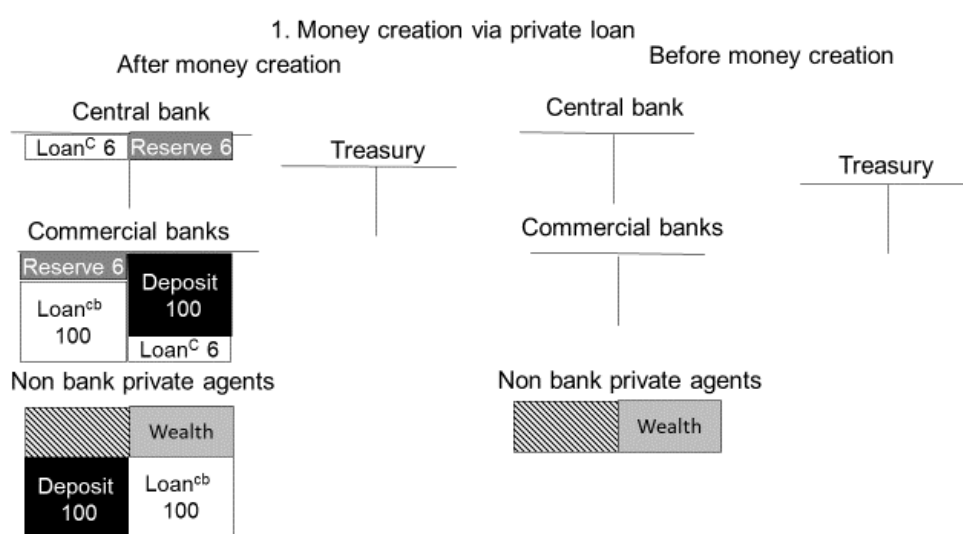 1. Money creation via private loan
After money creation
Before money creation
Central bank
Loanᶜ 6
Reserve 6
Treasury
Commercial banks
Reserve 6
Deposit
100
Loanᶜᵇ
100
Loanᶜ 6
Non bank private agents
Wealth
Deposit
100
Loanᶜᵇ
100
Central bank
Treasury
Commercial banks
Non bank private agents
Wealth